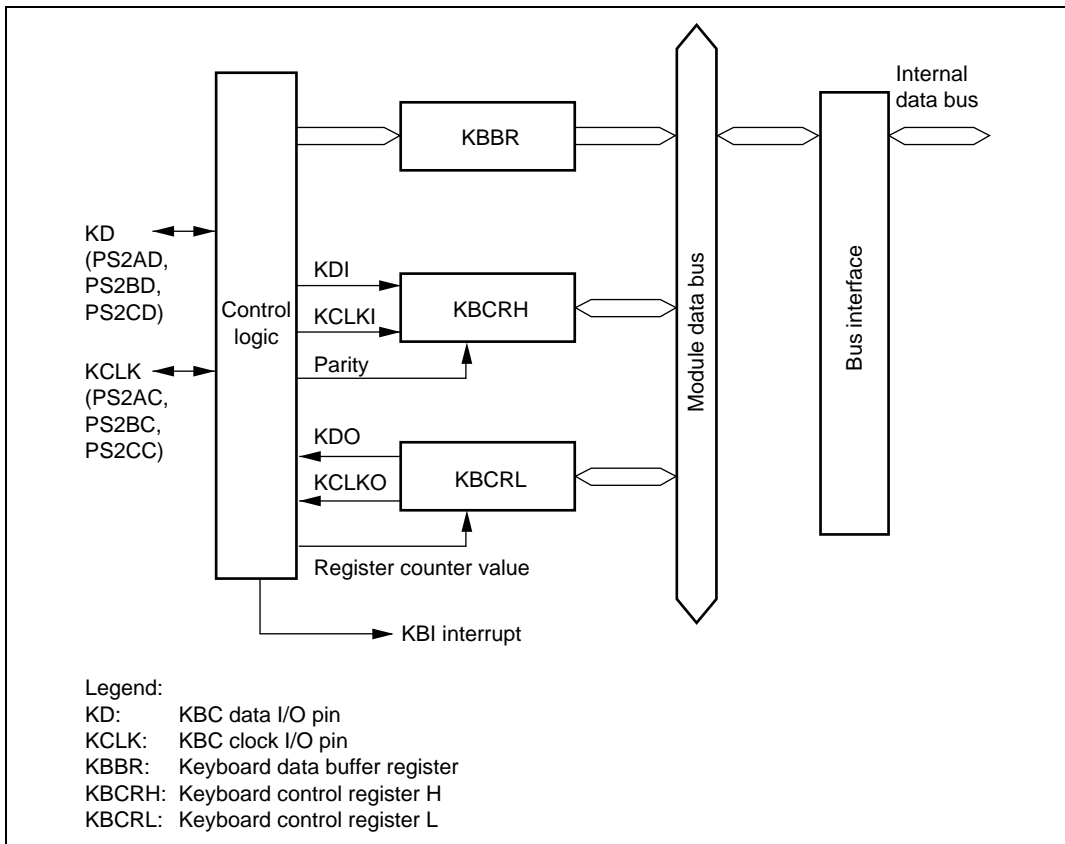 Internal
data bus
KBBR
KD
(PS2AD,
PS2BD,
PS2CD)
KDI
KCLKI
Parity
KBCRH
Control
logic
Module data bus
Bus interface
KCLK
(PS2AC,
PS2BC,
PS2CC)
KDO
KCLKO
KBCRL
Register counter value
KBI interrupt
Legend:
KD: KBC data I/O pin
KCLK: KBC clock I/O pin
KBBR: Keyboard data buffer register
KBCRH: Keyboard control register H
KBCRL: Keyboard control register L